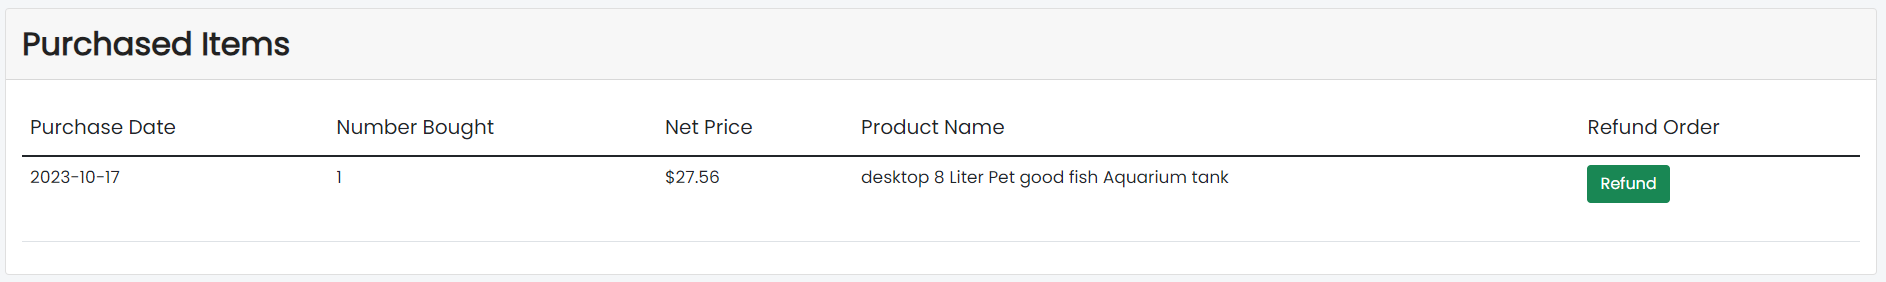 Purchased Items
Purchase Date Number Bought Net Price Product Name Refund Order
2023-10-17 1 $27.56 desktop 8 Liter Pet good fish Aquarium tank Refund